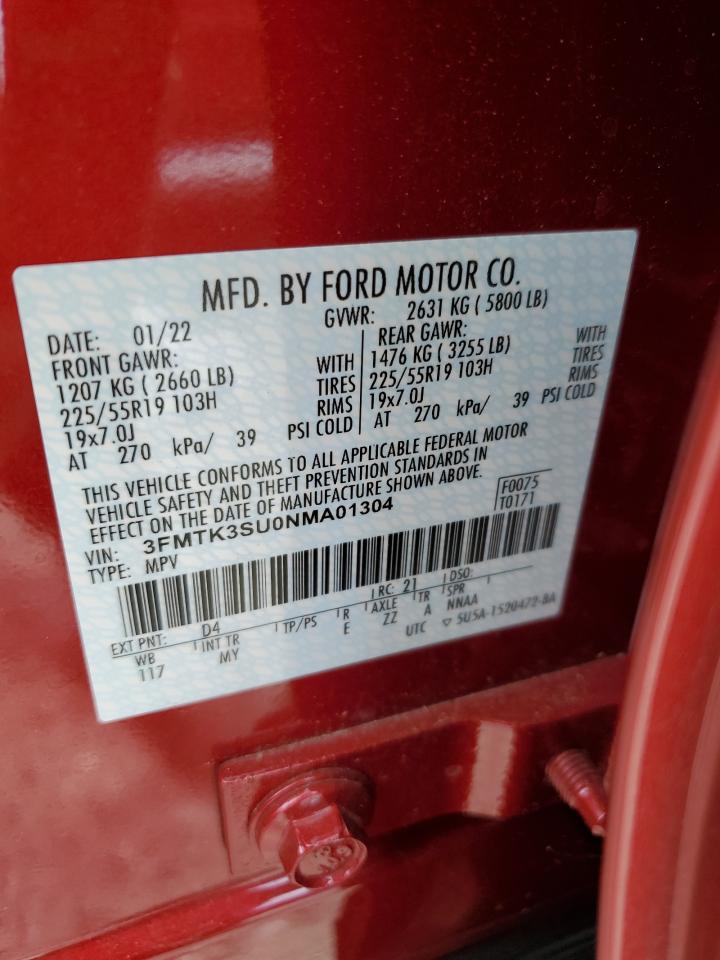 MFD. BY FORD MOTOR CO.
DATE: 01/22 GVWR: 2631 KG ( 5800 LB)
FRONT GAWR: REAR GAWR:
1207 KG ( 2660 LB) WITH 1476 KG ( 3255 LB) WITH
225/55R19 103H TIRES 225/55R19 103H TIRES
19x7.0J RIMS 19x7.0J RIMS
AT 270 kPa/ 39 PSI COLD AT 270 kPa/ 39 PSI COLD
THIS VEHICLE CONFORMS TO ALL APPLICABLE FEDERAL MOTOR
VEHICLE SAFETY AND THEFT PREVENTION STANDARDS IN
EFFECT ON THE DATE OF MANUFACTURE SHOWN ABOVE.
F0075
T0171
VIN: 3FMTK3SU0NMA01304
TYPE: MPV
EXT PNT: D4 RC: 21 DSO:
WB INT TR TP/PS R AXLE TR SPR
117 MY E ZZ A NNAA
UTC ▽ 5U5A-1520472-BA